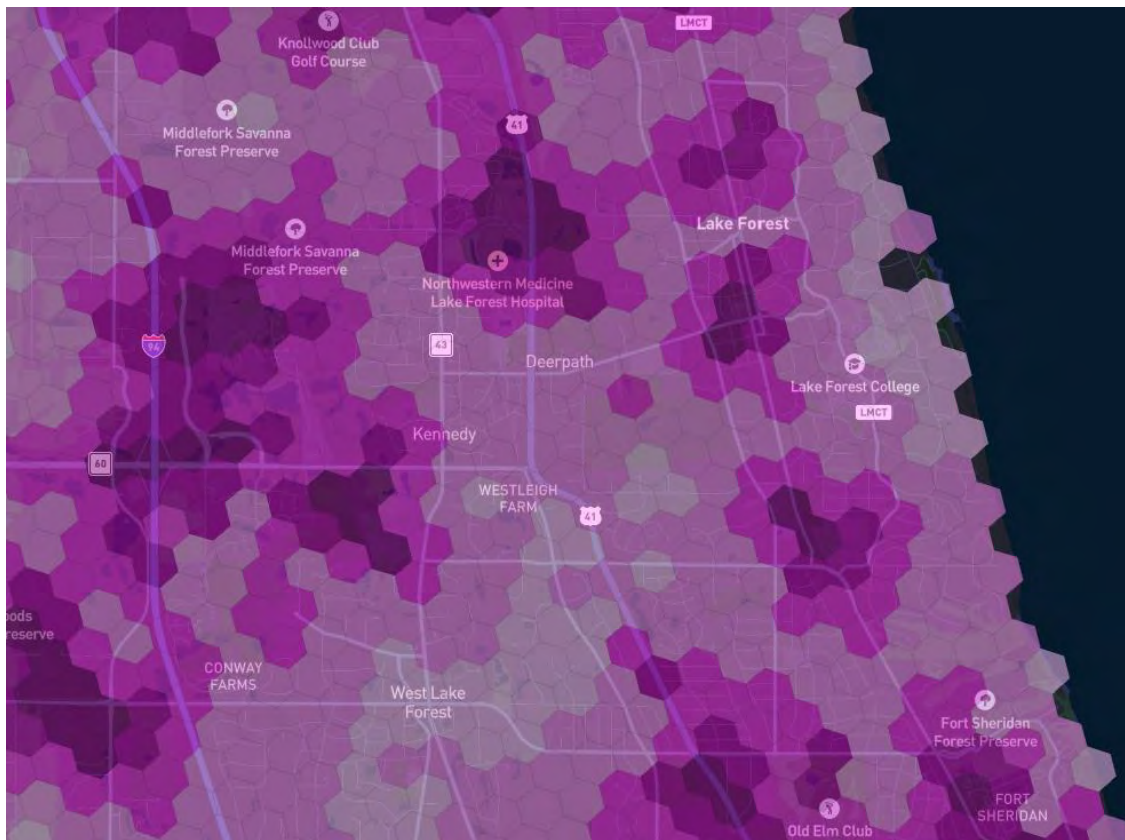 LMCT
Knollwood Club
Golf Course
Middlefork Savanna
Forest Preserve
41
Middlefork Savanna
Forest Preserve
Lake Forest
Northwestern Medicine
Lake Forest Hospital
94
43
Deerpath
Lake Forest College
LMCT
Kennedy
60
WESTLEIGH
FARM
41
oods
reserve
CONWAY
FARMS
West Lake
Forest
Fort Sheridan
Forest Preserve
FORT
SHERIDAN
Old Elm Club